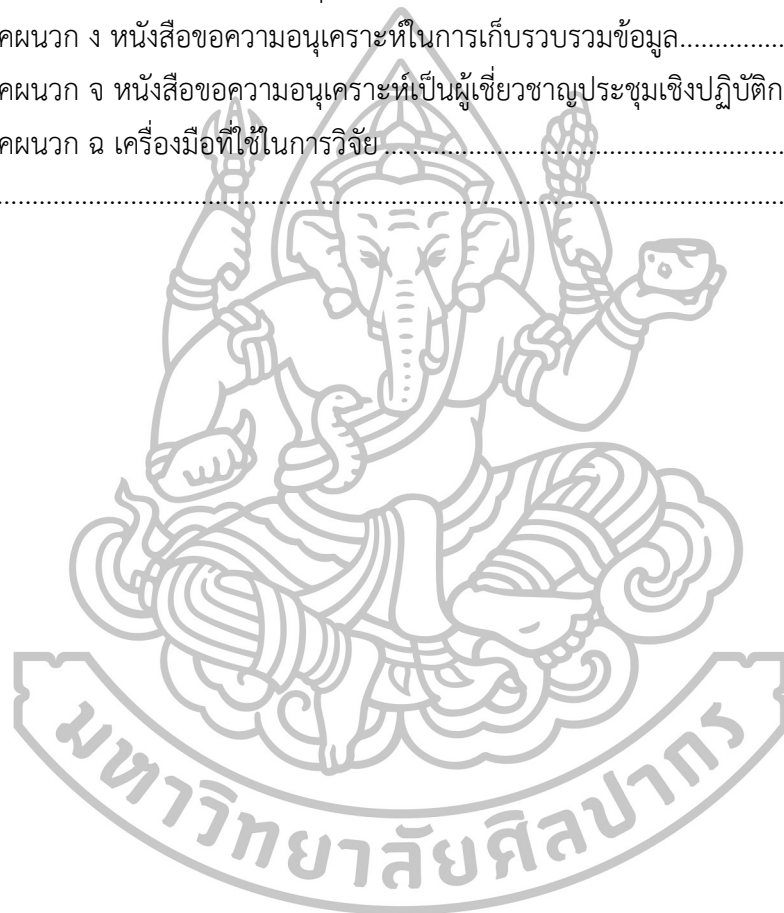 คผนวก ง หนังสือขอความอนุเคราะห์ในการเก็บรวบรวมข้อมูล...............
คผนวก จ หนังสือขอความอนุเคราะห์เป็นผู้เชี่ยวชาญประชุมเชิงปฏิบัติก
คผนวก ฉ เครื่องมือที่ใช้ในการวิจัย
มหาวิทยาลัยศิลปากร